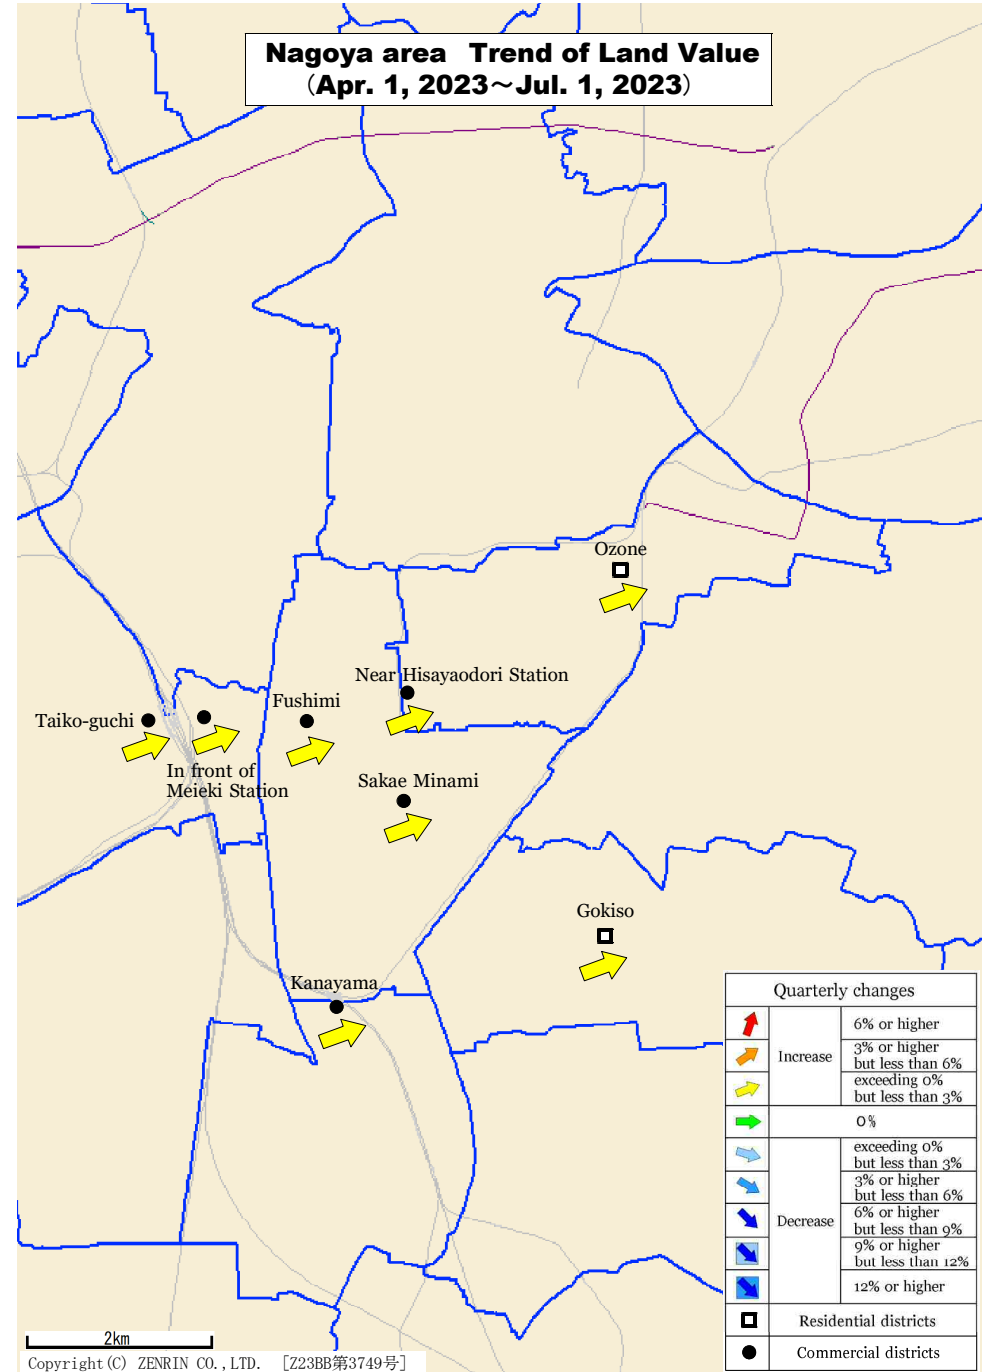 Nagoya area Trend of Land Value
（Apr. 1, 2023～Jul. 1, 2023）
Ozone
Near Hisayaodori Station
Fushimi
Taiko-guchi
In front of
Meieki Station
Sakae Minami
Gokiso
Kanayama
Quarterly changes
Increase
6% or higher
3% or higher
but less than 6%
exceeding 0%
but less than 3%
0%
Decrease
exceeding 0%
but less than 3%
3% or higher
but less than 6%
6% or higher
but less than 9%
9% or higher
but less than 12%
12% or higher
Residential districts
Commercial districts
2km
Copyright(C) ZENRIN CO.,LTD. [Z23BB第3749号]